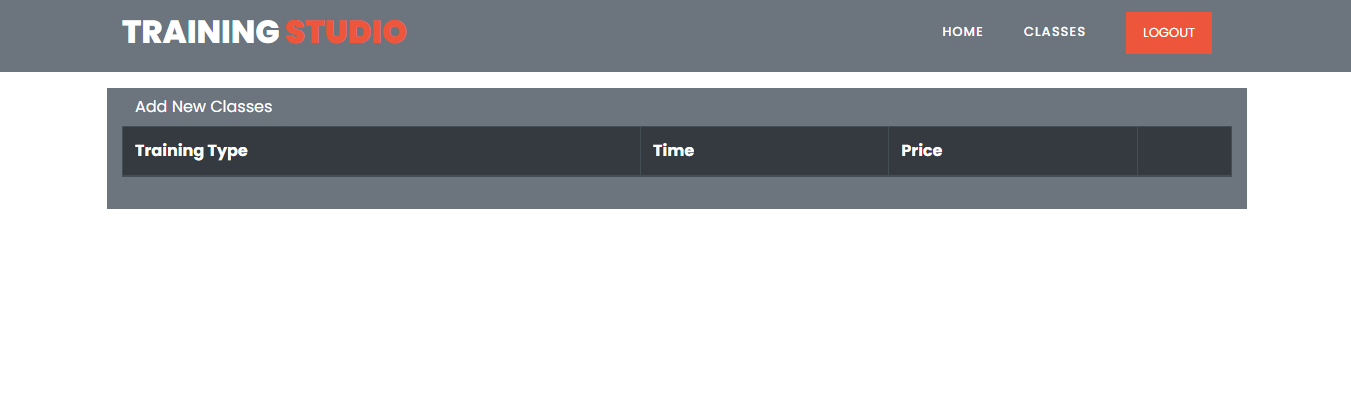 TRAINING STUDIO
HOME CLASSES LOGOUT
Add New Classes
Training Type Time Price